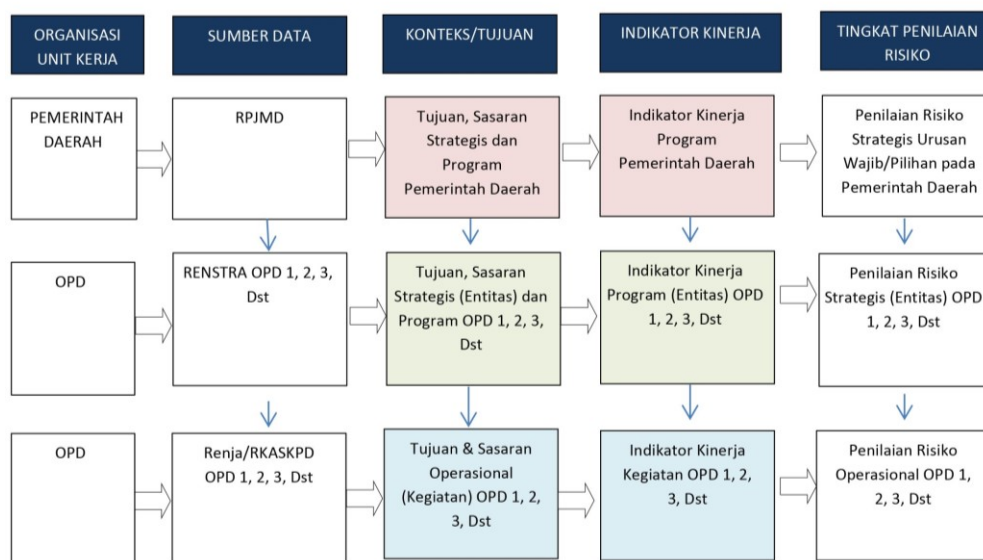 ORGANISASI
UNIT KERJA
SUMBER DATA
KONTEKS/TUJUAN
INDIKATOR KINERJA
TINGKAT PENILAIAN
RISIKO
PEMERINTAH
DAERAH
RPJMD
Tujuan, Sasaran
Strategis dan
Program
Pemerintah Daerah
Indikator Kinerja
Program
Pemerintah Daerah
Penilaian Risiko
Strategis Urusan
Wajib/Pilihan pada
Pemerintah Daerah
OPD
RENSTRA OPD 1, 2, 3,
Dst
Tujuan, Sasaran
Strategis (Entitas) dan
Program OPD 1, 2, 3,
Dst
Indikator Kinerja
Program (Entitas) OPD
1, 2, 3, Dst
Penilaian Risiko
Strategis (Entitas) OPD
1, 2, 3, Dst
OPD
Renja/RKASKPD
OPD 1, 2, 3, Dst
Tujuan & Sasaran
Operasional
(Kegiatan) OPD 1, 2,
3, Dst
Indikator Kinerja
Kegiatan OPD 1, 2,
3, Dst
Penilaian Risiko
Operasional OPD 1,
2, 3, Dst